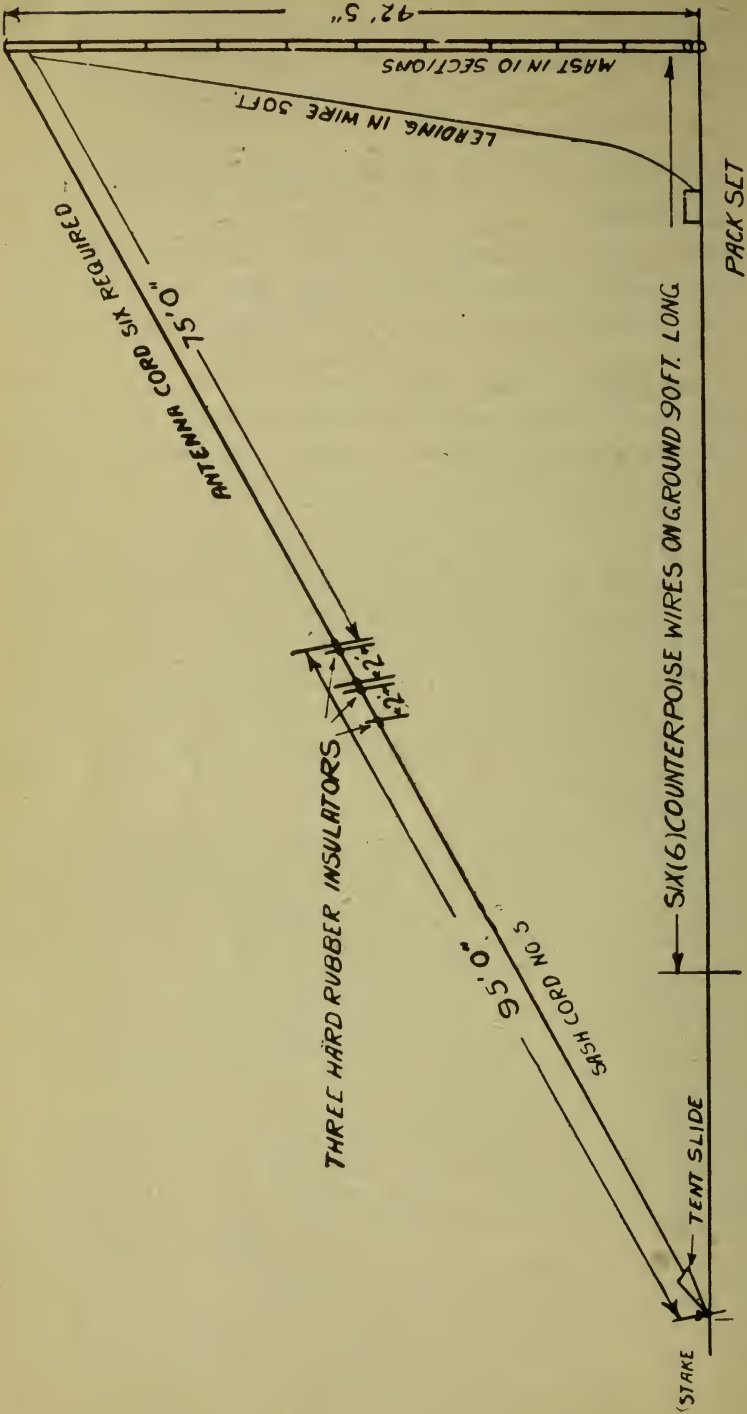 42' 5"
MAST IN 10 SECTIONS
LEADING IN WIRE 50FT.
ANTENNA CORD SIX REQUIRED
75'0"
2'
2'
THREE HARD RUBBER INSULATORS
95'0"
SASH CORD NO.5
SIX(6)COUNTERPOISE WIRES ON GROUND 90FT. LONG
PACK SET
TENT SLIDE
STAKE